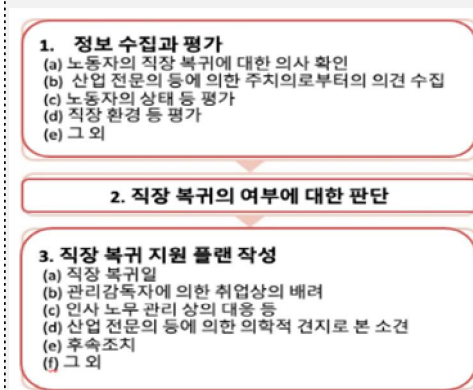 1. 정보 수집과 평가
(a) 노동자의 직장 복귀에 대한 의사 확인
(b) 산업 전문의 등에 의한 주치의로부터의 의견 수집
(c) 노동자의 상태 등 평가
(d) 직장 환경 등 평가
(e) 그 외
2. 직장 복귀의 여부에 대한 판단
3. 직장 복귀 지원 플랜 작성
(a) 직장 복귀일
(b) 관리감독자에 의한 취업상의 배려
(c) 인사 노무 관리 상의 대응 등
(d) 산업 전문의 등에 의한 의학적 견지로 본 소견
(e) 후속조치
(f) 그 외